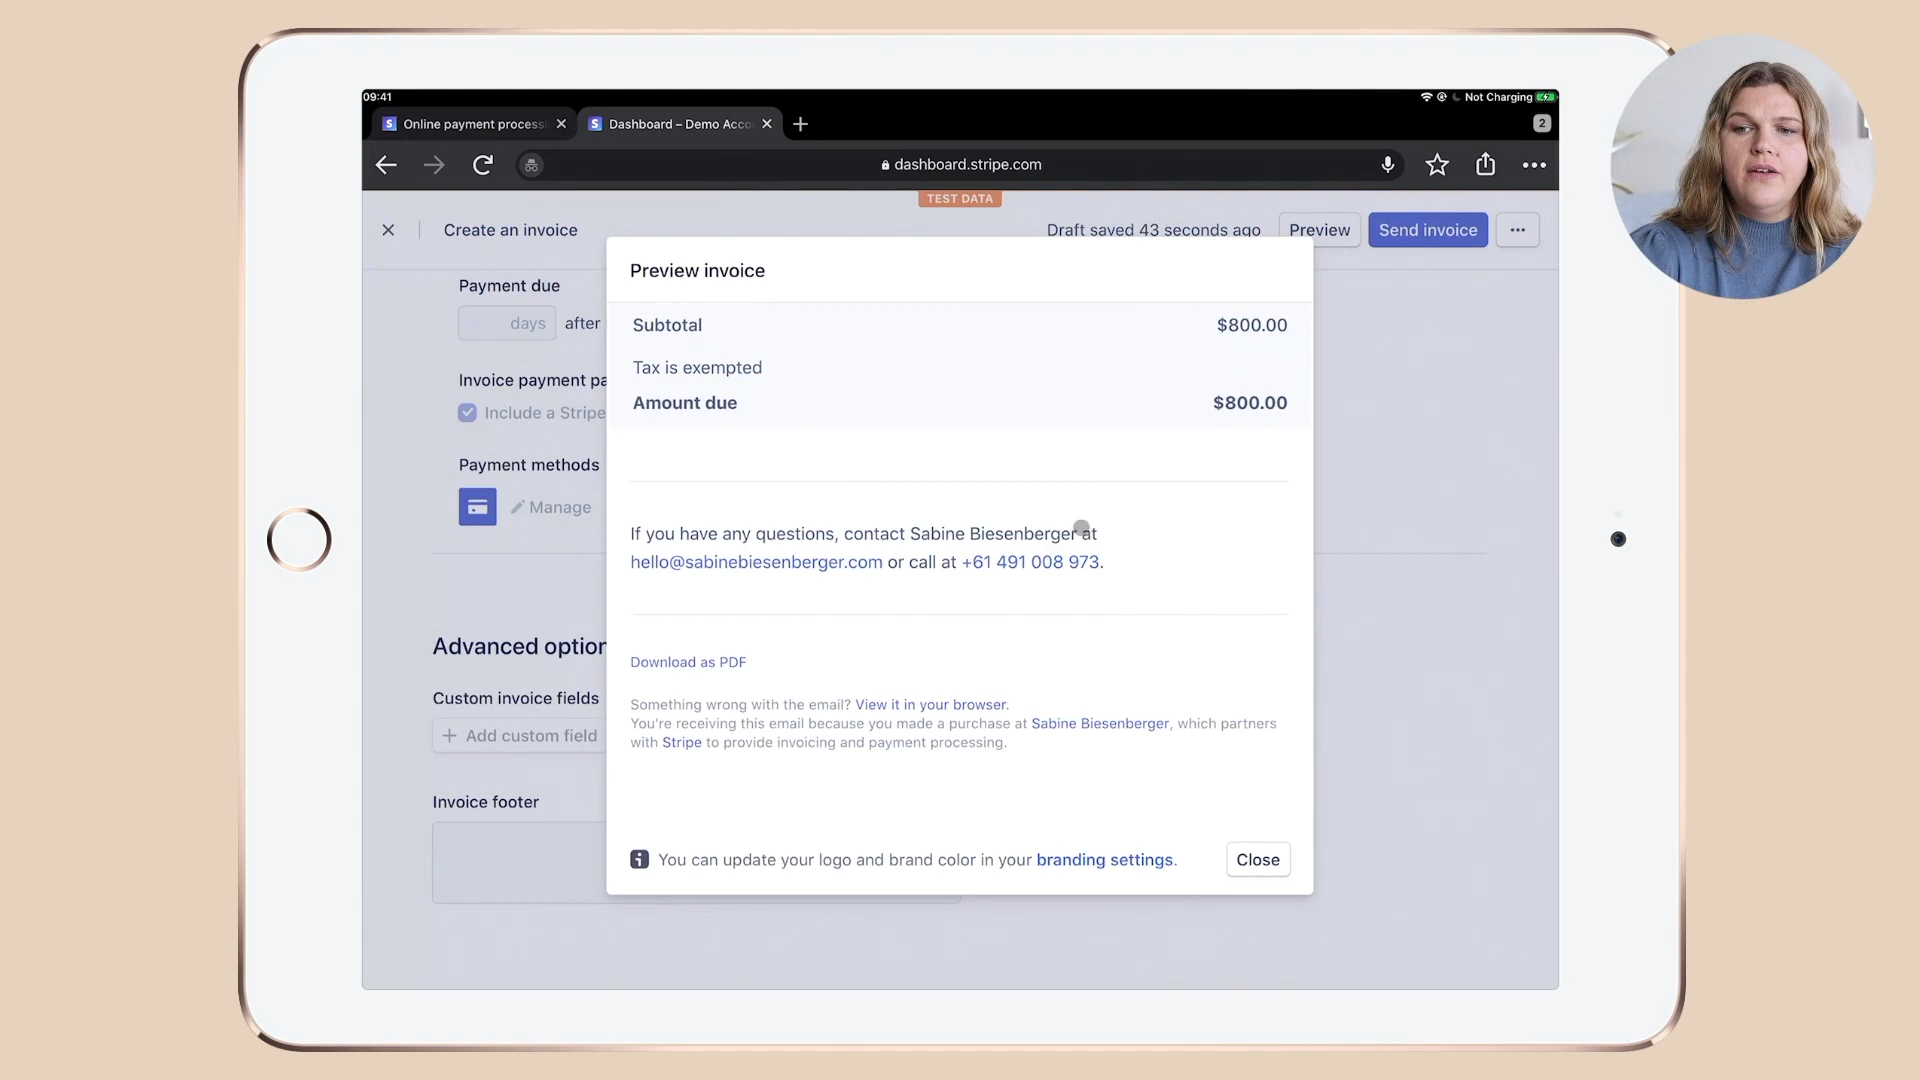 09:41
Not Charging
Online payment process
Dashboard – Demo Acco
2
dashboard.stripe.com
TEST DATA
Create an invoice
Draft saved 43 seconds ago
Preview
Send invoice
Preview invoice
Payment due
days after
Subtotal $800.00
Tax is exempted
Amount due $800.00
Invoice payment pa
Include a Stripe
Payment methods
Manage
If you have any questions, contact Sabine Biesenberger at
hello@sabinebiesenberger.com or call at +61 491 008 973.
Advanced option
Download as PDF
Custom invoice fields
Add custom field
Something wrong with the email? View it in your browser.
You're receiving this email because you made a purchase at Sabine Biesenberger, which partners
with Stripe to provide invoicing and payment processing.
Invoice footer
You can update your logo and brand color in your branding settings.
Close